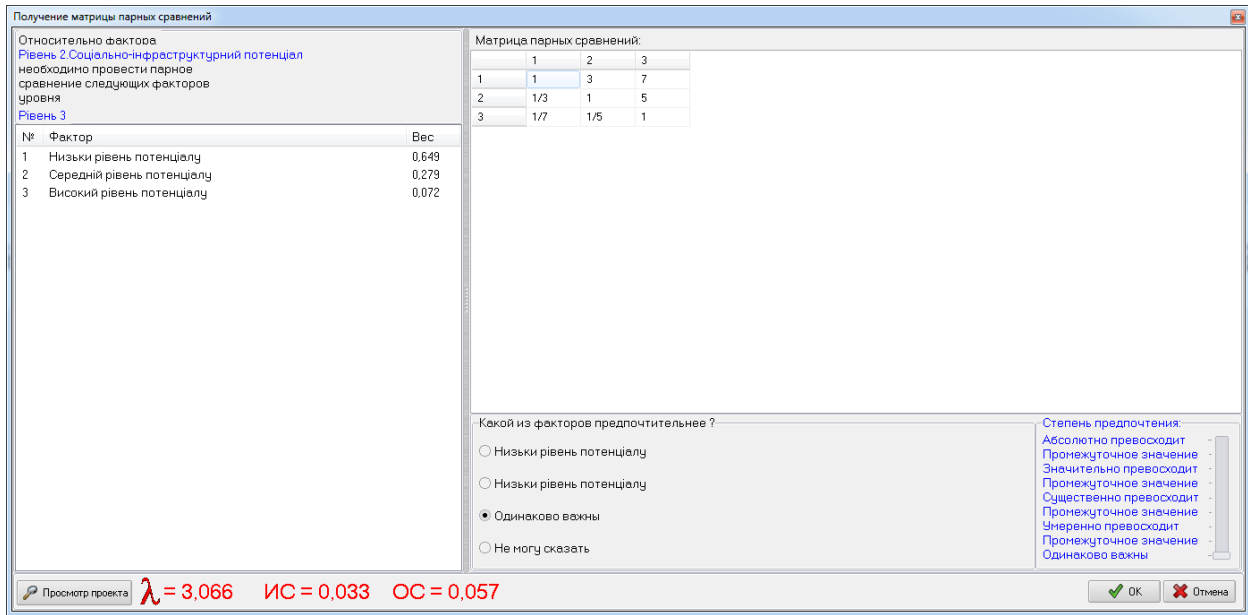 Получение матрицы парных сравнений
Относительно фактора
Рівень 2.Соціально-інфраструктурний потенціал
необходимо провести парное
сравнение следующих факторов
уровня
Рівень 3
№ Фактор Вес
1 Низьки рівень потенціалу 0,649
2 Середній рівень потенціалу 0,279
3 Високий рівень потенціалу 0,072
Матрица парных сравнений:
1 2 3
1 1 3 7
2 1/3 1 5
3 1/7 1/5 1
Какой из факторов предпочтительнее ?
Низьки рівень потенціалу
Низьки рівень потенціалу
Одинаково важны
Не могу сказать
Степень предпочтения:
Абсолютно превосходит
Промежуточное значение
Значительно превосходит
Промежуточное значение
Существенно превосходит
Промежуточное значение
Умеренно превосходит
Промежуточное значение
Одинаково важны
Просмотр проекта λ = 3,066 ИС = 0,033 ОС = 0,057
OK Отмена